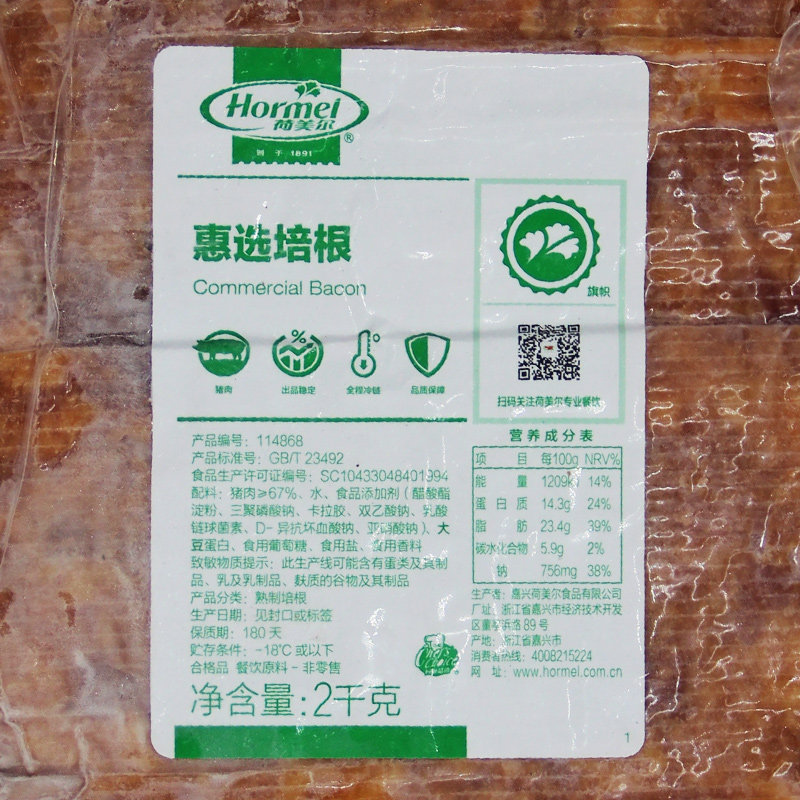 Hormel
荷美尔
®
创于1891
惠选培根
Commercial Bacon
猪肉
出品稳定
全程冷链
品质保障
旗帜
扫码关注荷美尔专业餐饮
产品编号：114868
产品标准号：GB/T 23492
食品生产许可证编号：SC10433048401994
配料：猪肉≥67%、水、食品添加剂（醋酸酯
淀粉、三聚磷酸钠、卡拉胶、双乙酸钠、乳酸
链球菌素、D-异抗坏血酸钠、亚硝酸钠）、大
豆蛋白、食用葡萄糖、食用盐、食用香料
致敏物质提示：此生产线可能含有蛋类及其制
品、乳及乳制品、麸质的谷物及其制品
产品分类：熟制培根
生产日期：见封口或标签
保质期：180天
贮存条件：-18℃或以下
合格品 餐饮原料-非零售
净含量：2千克
营养成分表
项 目 每100g NRV%
能 量 1209kJ 14%
蛋白质 14.3g 24%
脂 肪 23.4g 39%
碳水化合物 5.9g 2%
钠 756mg 38%
生产者：嘉兴荷美尔食品有限公司
厂址：浙江省嘉兴市经济技术开发
区董家浜路89号
产地：浙江省嘉兴市
消费者热线：4008215224
网 址：www.hormel.com.cn
1